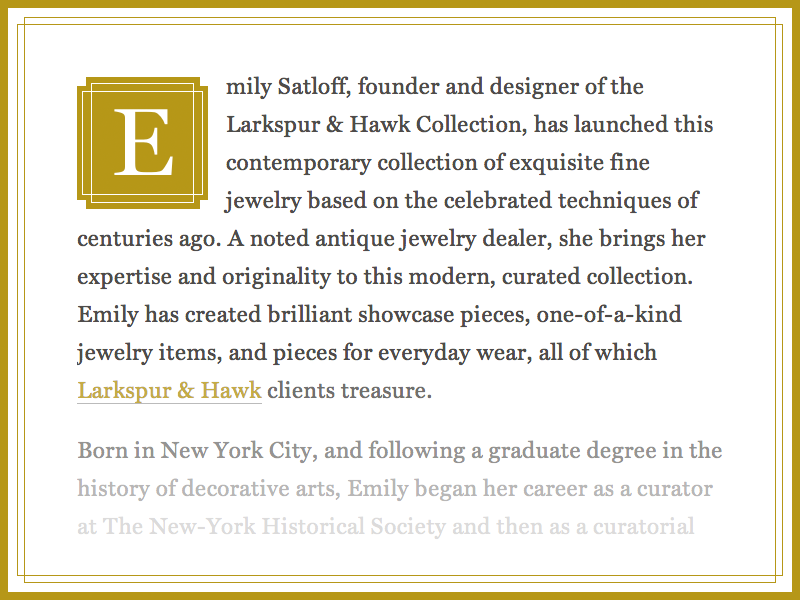 Emily Satloff, founder and designer of the
Larkspur & Hawk Collection, has launched this
contemporary collection of exquisite fine
jewelry based on the celebrated techniques of
centuries ago. A noted antique jewelry dealer, she brings her
expertise and originality to this modern, curated collection.
Emily has created brilliant showcase pieces, one-of-a-kind
jewelry items, and pieces for everyday wear, all of which
Larkspur & Hawk clients treasure.
Born in New York City, and following a graduate degree in the
history of decorative arts, Emily began her career as a curator
at The New-York Historical Society and then as a curatorial